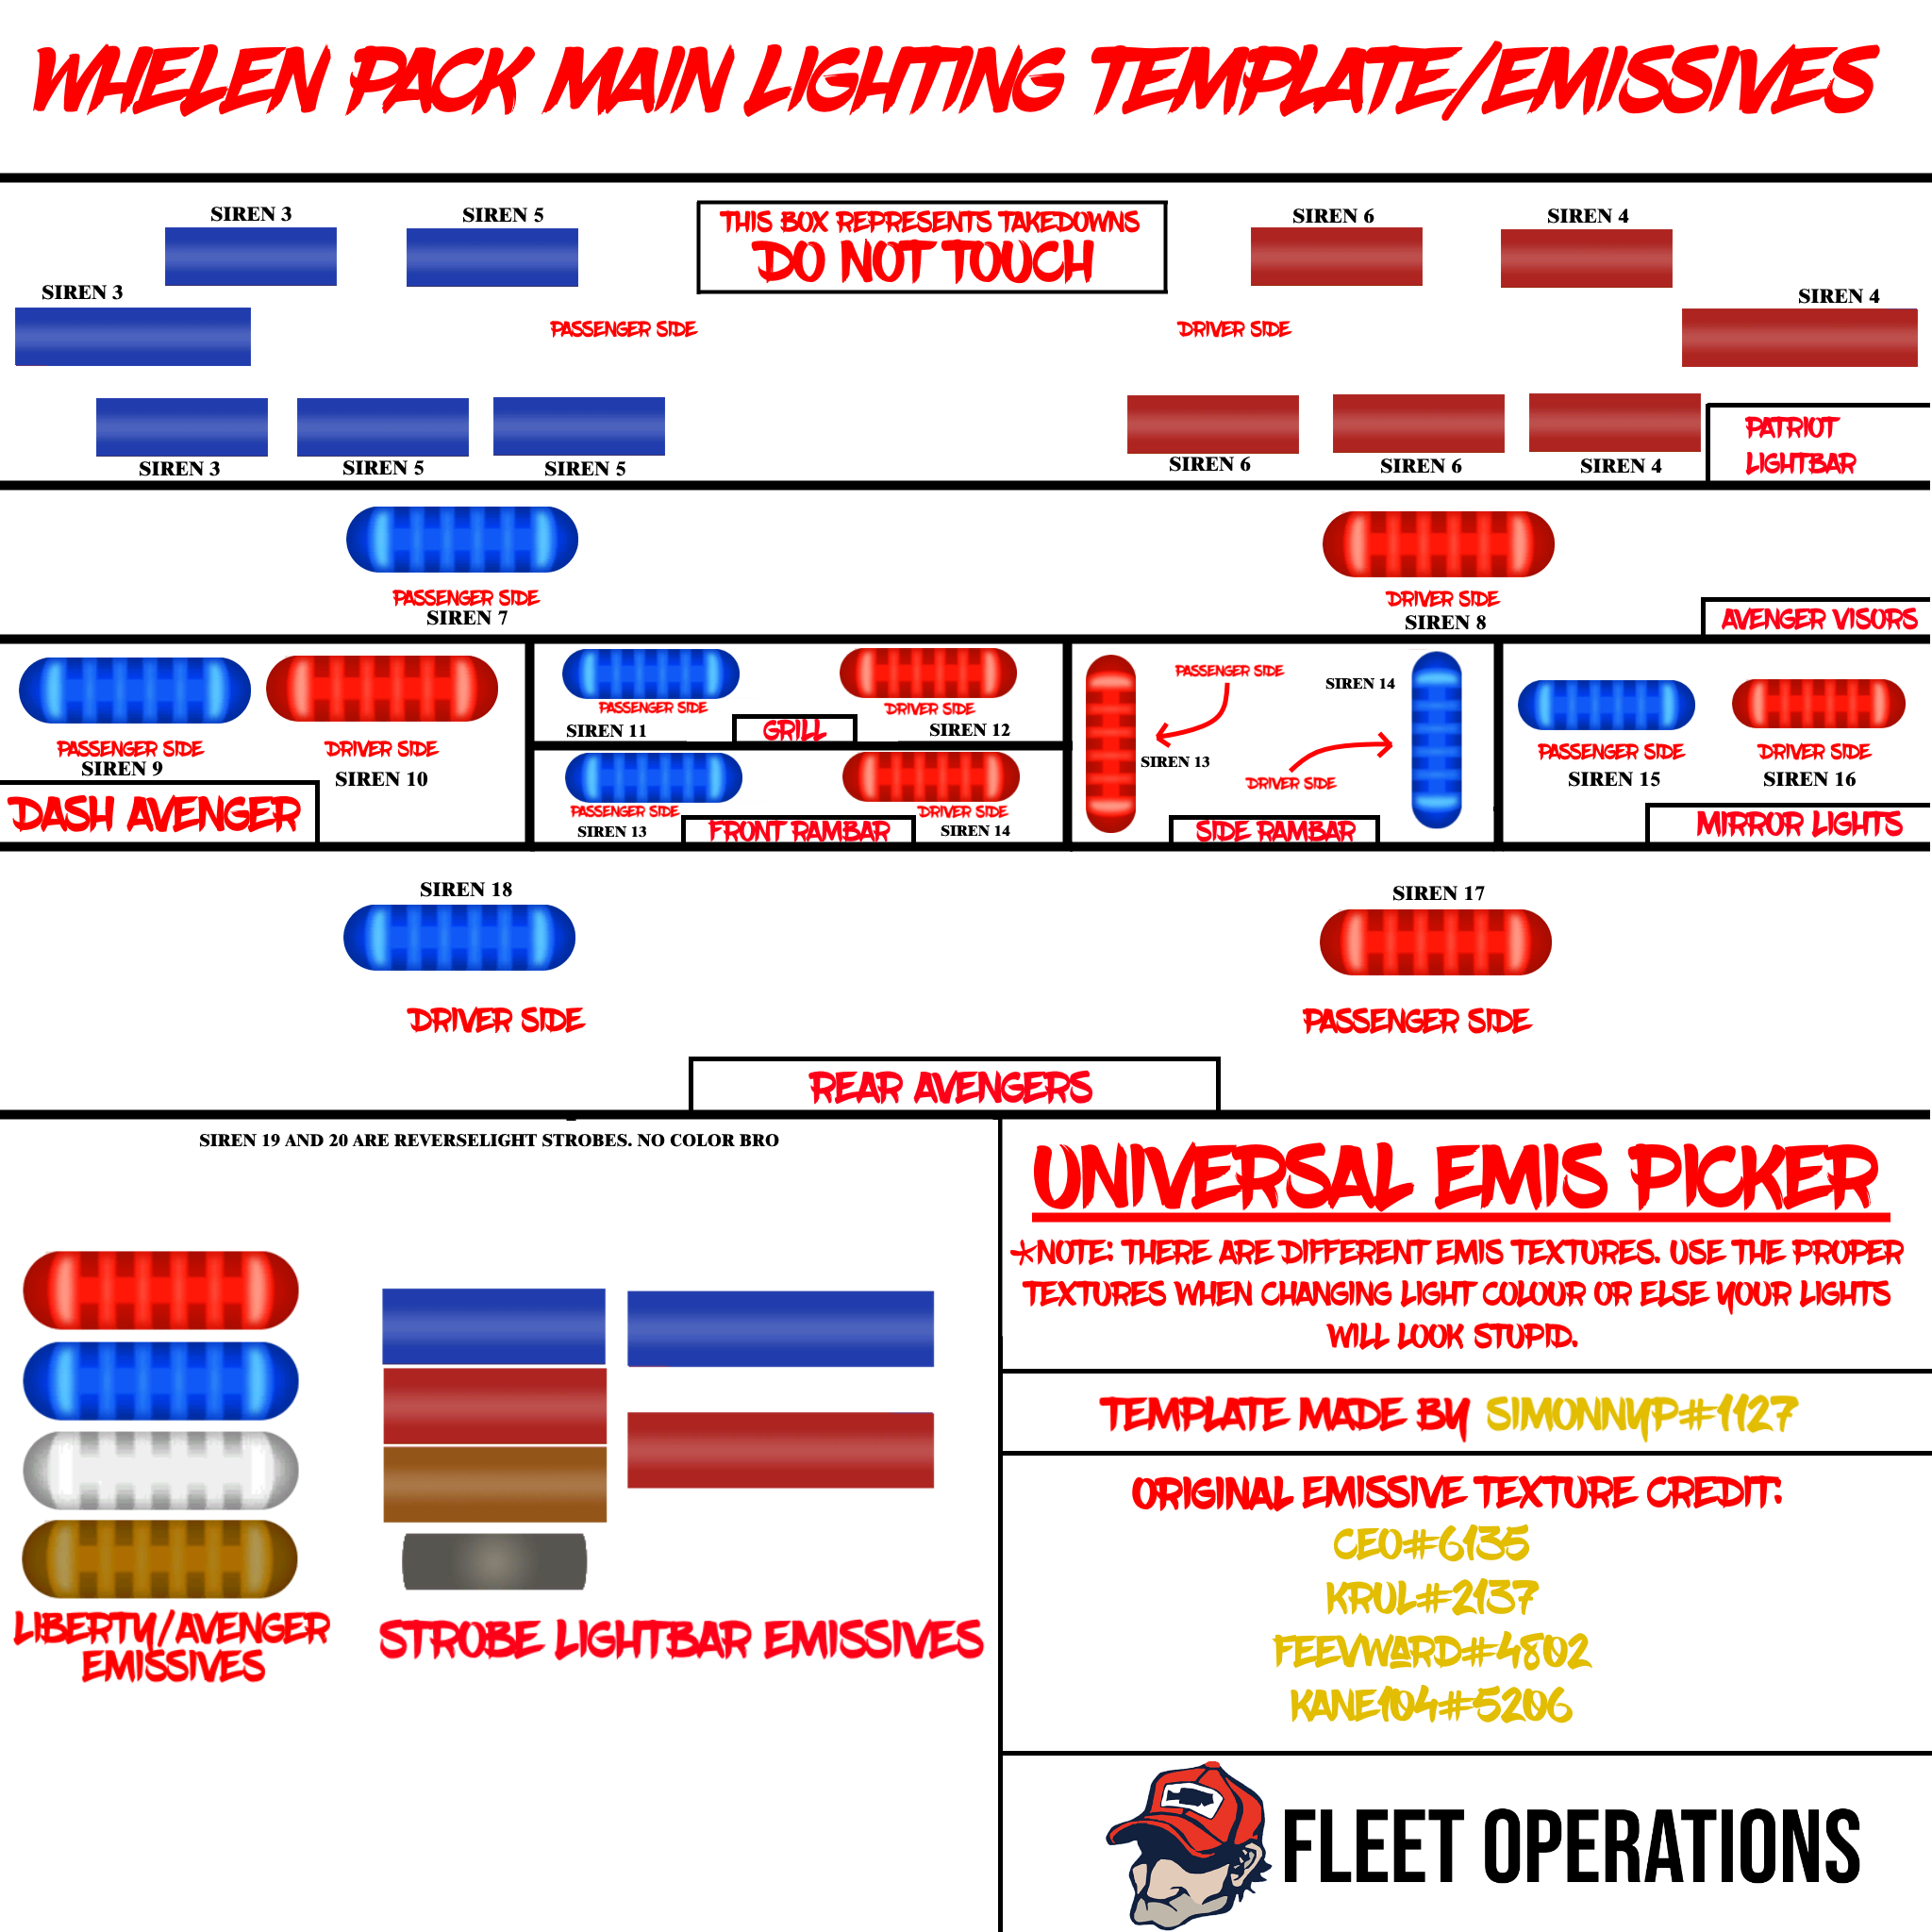 WHELEN PACK MAIN LIGHTING TEMPLATE/EMISSIVES
SIREN 3
SIREN 5
THIS BOX REPRESENTS TAKEDOWNS
DO NOT TOUCH
SIREN 6
SIREN 4
SIREN 3
SIREN 4
PASSENGER SIDE
DRIVER SIDE
SIREN 3
SIREN 5
SIREN 5
SIREN 6
SIREN 6
SIREN 4
PATRIOT
LIGHTBAR
PASSENGER SIDE
SIREN 7
DRIVER SIDE
SIREN 8
AVENGER VISORS
PASSENGER SIDE
SIREN 9
DRIVER SIDE
SIREN 10
DASH AVENGER
PASSENGER SIDE
SIREN 11
GRILL
DRIVER SIDE
SIREN 12
PASSENGER SIDE
SIREN 13
FRONT RAMBAR
DRIVER SIDE
SIREN 14
PASSENGER SIDE
SIREN 14
SIREN 13
DRIVER SIDE
SIDE RAMBAR
PASSENGER SIDE
SIREN 15
DRIVER SIDE
SIREN 16
MIRROR LIGHTS
SIREN 18
SIREN 17
DRIVER SIDE
PASSENGER SIDE
REAR AVENGERS
SIREN 19 AND 20 ARE REVERSELIGHT STROBES. NO COLOR BRO
LIBERTY/AVENGER
EMISSIVES
STROBE LIGHTBAR EMISSIVES
UNIVERSAL EMIS PICKER
*NOTE: THERE ARE DIFFERENT EMIS TEXTURES. USE THE PROPER
TEXTURES WHEN CHANGING LIGHT COLOUR OR ELSE YOUR LIGHTS
WILL LOOK STUPID.
TEMPLATE MADE BY SIMONNYP#1127
ORIGINAL EMISSIVE TEXTURE CREDIT:
CEO#6135
KRUL#2137
FEEVWARD#4802
KANE104#5206
FLEET OPERATIONS